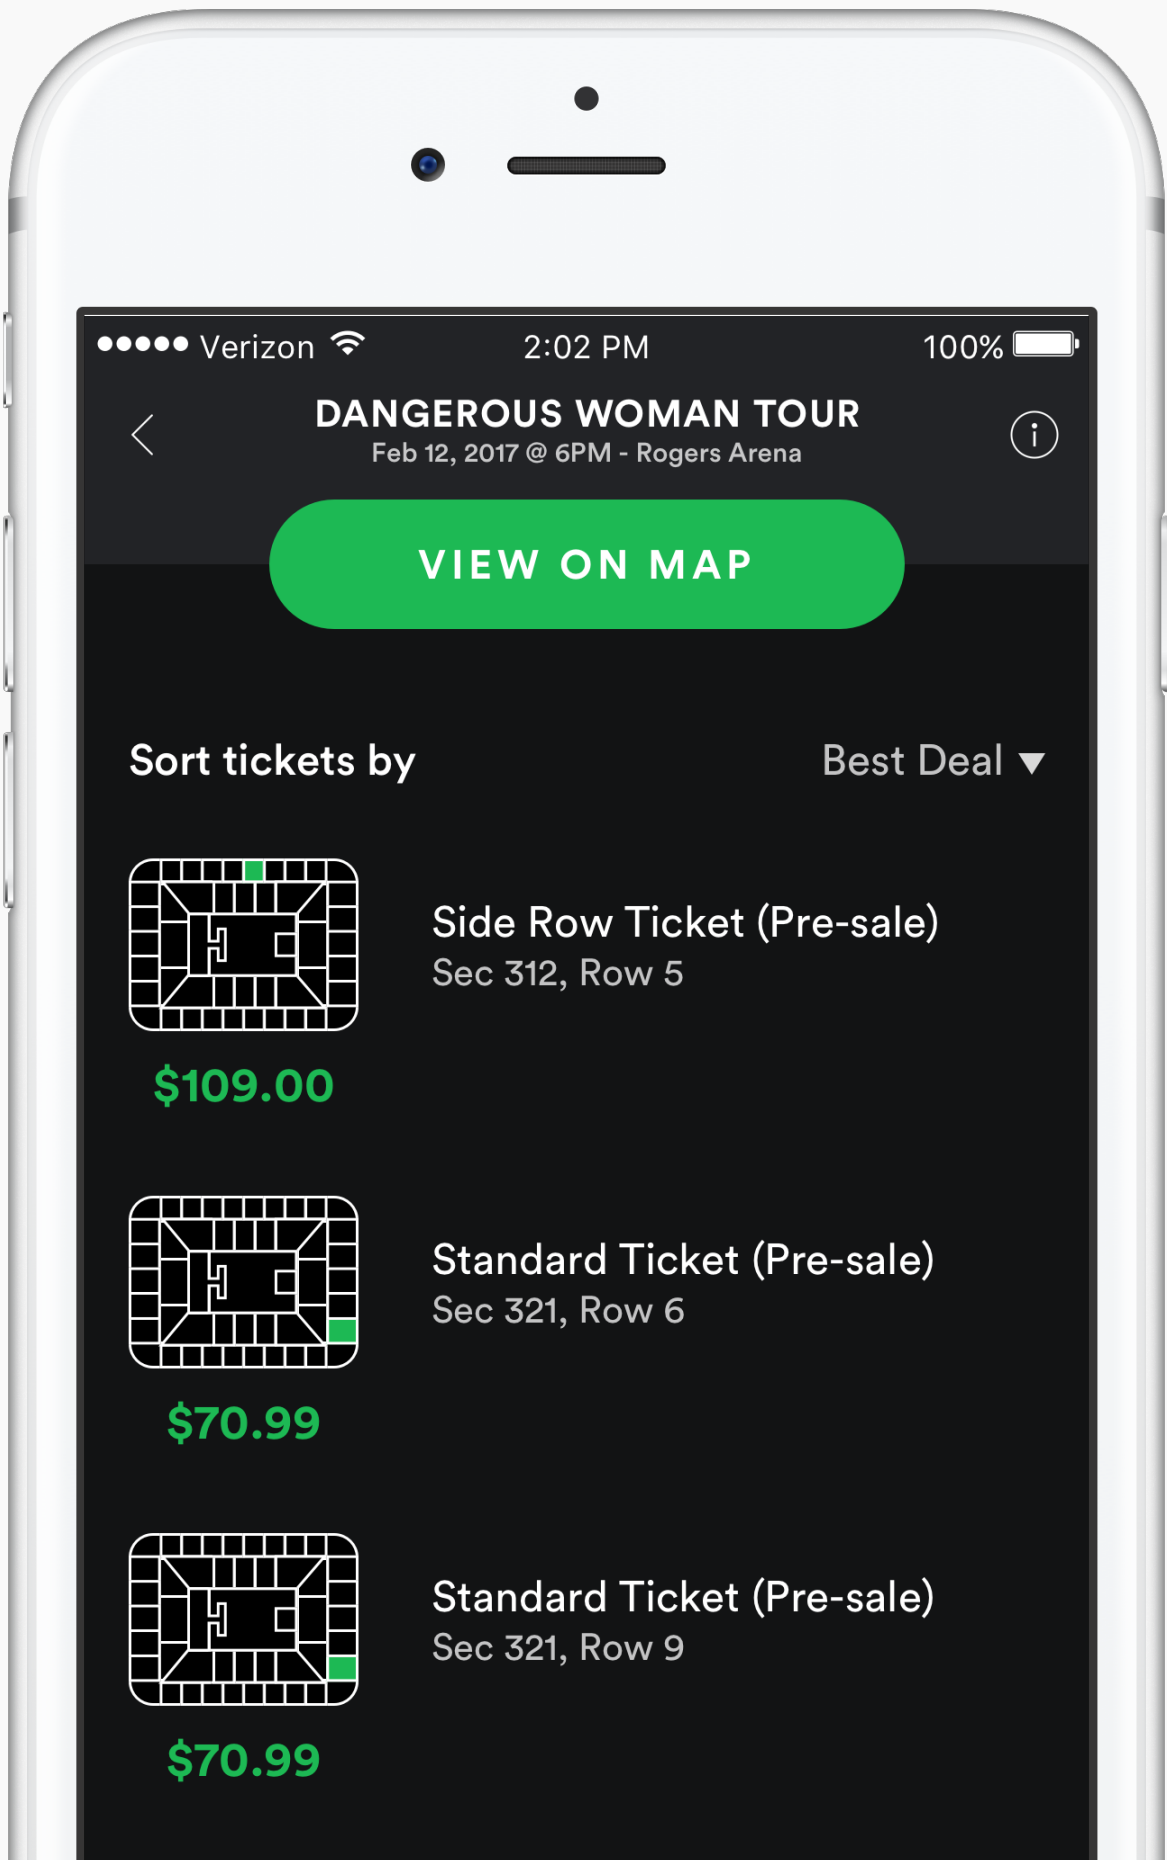 Verizon 2:02 PM 100%
DANGEROUS WOMAN TOUR
Feb 12, 2017 @ 6PM - Rogers Arena
VIEW ON MAP
Sort tickets by Best Deal ▼
Side Row Ticket (Pre-sale)
Sec 312, Row 5
$109.00
Standard Ticket (Pre-sale)
Sec 321, Row 6
$70.99
Standard Ticket (Pre-sale)
Sec 321, Row 9
$70.99